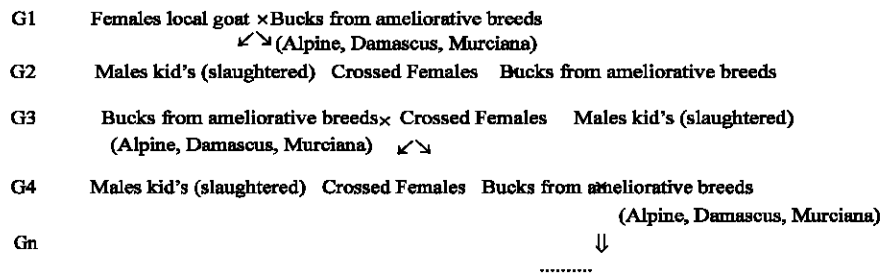 G1 Females local goat ×Bucks from ameliorative breeds
↙↘(Alpine, Damascus, Murciana)
G2 Males kid's (slaughtered) Crossed Females Bucks from ameliorative breeds
G3 Bucks from ameliorative breeds× Crossed Females Males kid's (slaughtered)
(Alpine, Damascus, Murciana) ↙↘
G4 Males kid's (slaughtered) Crossed Females Bucks from ameliorative breeds
(Alpine, Damascus, Murciana)
Gn ⇓
..........